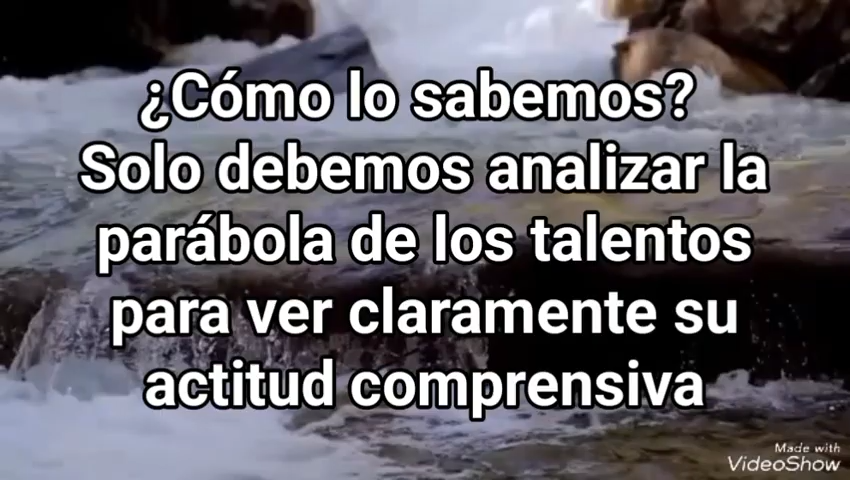 ¿Cómo lo sabemos?
Solo debemos analizar la
parábola de los talentos
para ver claramente su
actitud comprensiva
Made with
VideoShow